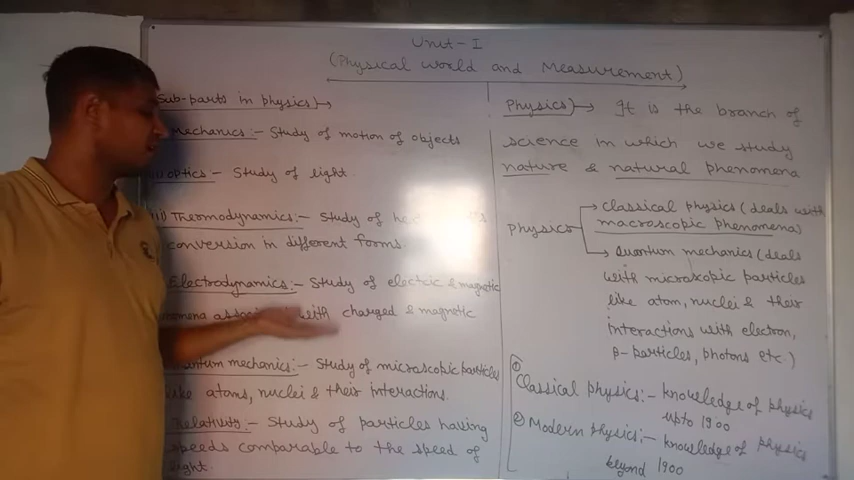 Unit - I
(Physical world and Measurement)
Sub-parts in physics) →
Mechanics :- Study of motion of objects
Optics - Study of light
Thermodynamics :- Study of
conversion in different forms.
Electrodynamics :- Study of electric & magnetic
with charged & magnetic
mechanics :- Study of microscopic particles
like atoms, nuclei & their interactions.
Relativity :- Study of particles having
speeds comparable to the speed of
light.
Physics) → It is the branch of
science in which we study
nature & natural phenomena
Physics
→ Classical physics (deals with
macroscopic phenomena)
→ Quantum mechanics (deals
with microscopic particles
like atom, nuclei & their
interactions with electron,
β-particles, photons etc.)
① Classical physics :- knowledge of physics
upto 1900
② Modern physics :- knowledge of physics
beyond 1900